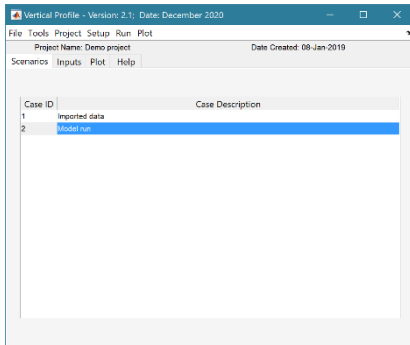 Vertical Profile - Version: 2.1; Date: December 2020
File Tools Project Setup Run Plot
Project Name: Demo project Date Created: 08-Jan-2019
Scenarios Inputs Plot Help
Case ID Case Description
1 Imported data
2 Model run